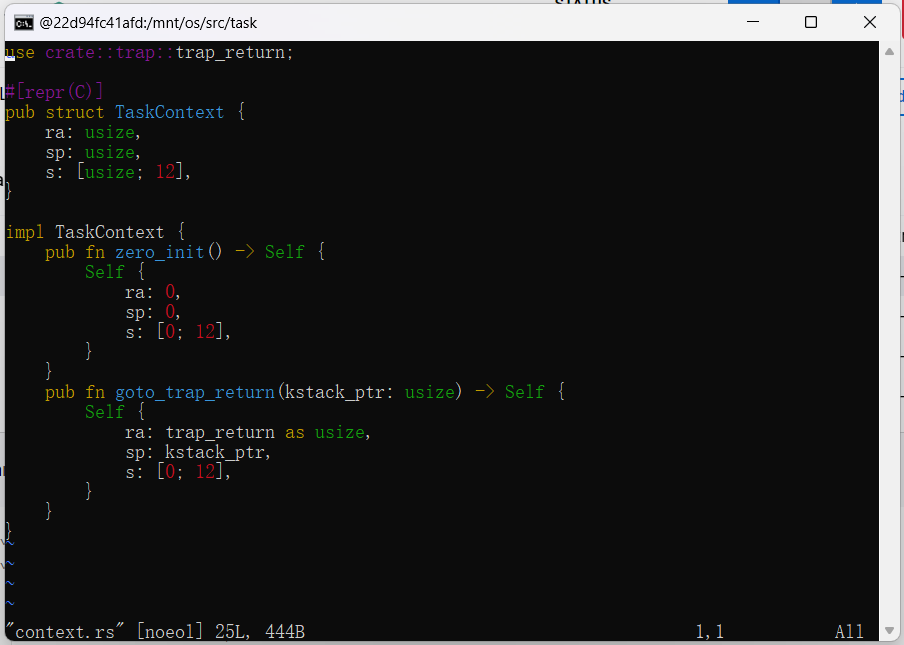 @22d94fc41afd:/mnt/os/src/task
use crate::trap::trap_return;
#[repr(C)]
pub struct TaskContext {
    ra: usize,
    sp: usize,
    s: [usize; 12],
}
impl TaskContext {
    pub fn zero_init() -> Self {
        Self {
            ra: 0,
            sp: 0,
            s: [0; 12],
        }
    }
    pub fn goto_trap_return(kstack_ptr: usize) -> Self {
        Self {
            ra: trap_return as usize,
            sp: kstack_ptr,
            s: [0; 12],
        }
    }
}
~
~
~
~
"context.rs" [noeol] 25L, 444B 1,1 All